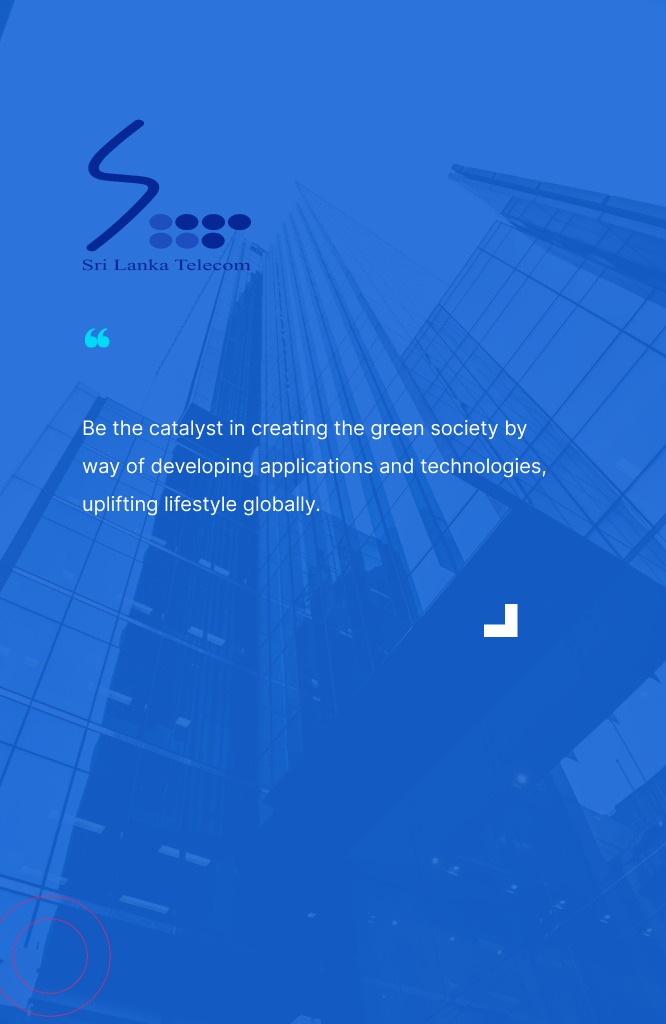 Sri Lanka Telecom
“
Be the catalyst in creating the green society by
way of developing applications and technologies,
uplifting lifestyle globally.